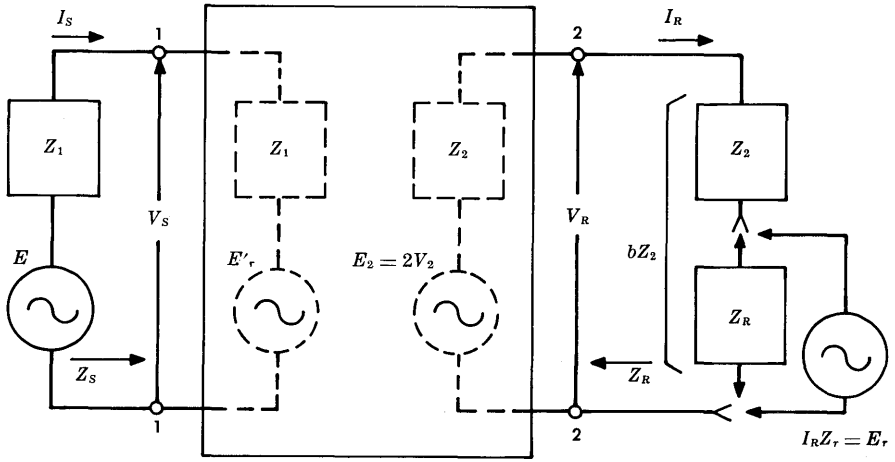 I_S
1
2
I_R
Z_1
Z_1
Z_2
Z_2
V_S
V_R
bZ_2
E
E'_r
E_2 = 2V_2
Z_R
Z_S
Z_R
1
2
I_R Z_r = E_r